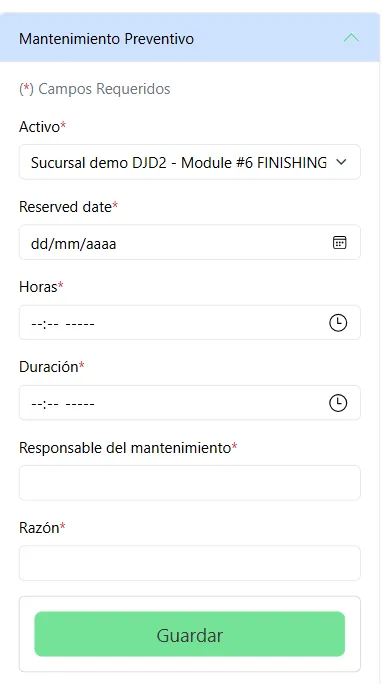 Mantenimiento Preventivo
(*) Campos Requeridos
Activo*
Sucursal demo DJD2 - Module #6 FINISHING
Reserved date*
dd/mm/aaaa
Horas*
--:-- -----
Duración*
--:-- -----
Responsable del mantenimiento*
Razón*
Guardar